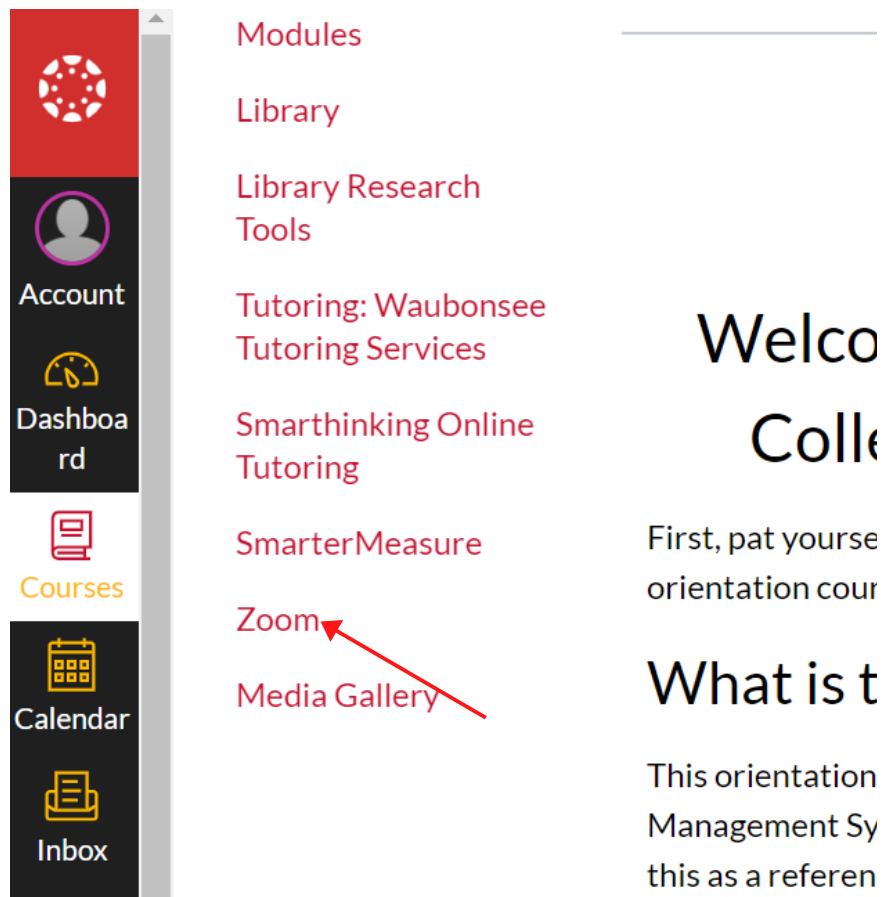 Account
Dashboa
rd
Courses
Calendar
Inbox
Modules
Library
Library Research
Tools
Tutoring: Waubonsee
Tutoring Services
Smarthinking Online
Tutoring
SmarterMeasure
Zoom
Media Gallery
Welco
Colle
First, pat yourse
orientation cour
What is t
This orientation
Management Sy
this as a referen